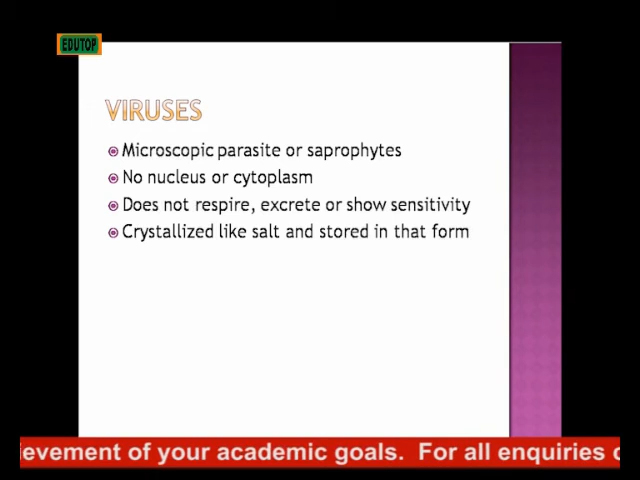 EDUTOP
VIRUSES
Microscopic parasite or saprophytes
No nucleus or cytoplasm
Does not respire, excrete or show sensitivity
Crystallized like salt and stored in that form
of your academic goals. For all enquiries